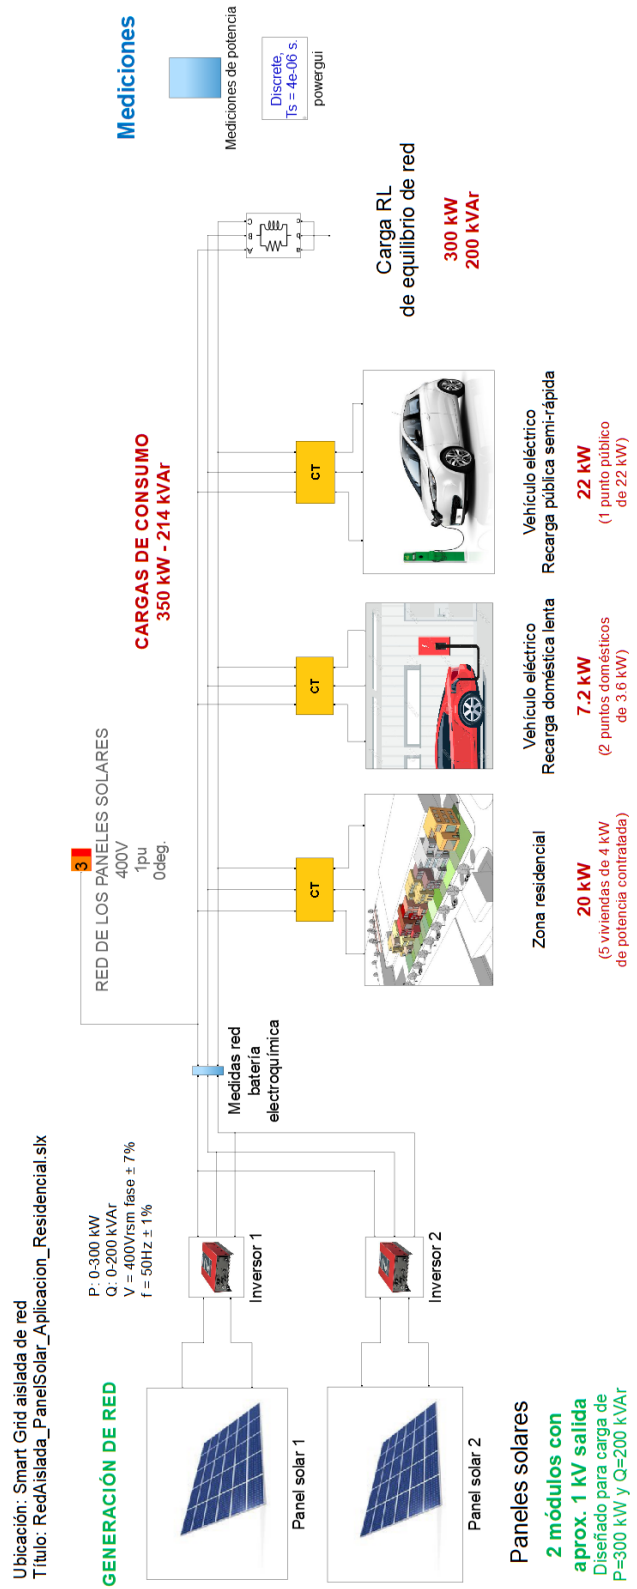 Ubicación: Smart Grid aislada de red
Título: RedAislada_PanelSolar_Aplicacion_Residencial.slx
GENERACIÓN DE RED
P: 0-300 kW
Q: 0-200 kVAr
V = 400Vrsm fase ± 7%
f = 50Hz ± 1%
Panel solar 1
Inversor 1
Panel solar 2
Inversor 2
Paneles solares
2 módulos con
aprox. 1 kV salida
Diseñado para carga de
P=300 kW y Q=200 kVAr
Medidas red
batería
electroquímica
3
RED DE LOS PANELES SOLARES
400V
1pu
0deg.
CARGAS DE CONSUMO
350 kW - 214 kVAr
CT
Zona residencial
20 kW
(5 viviendas de 4 kW
de potencia contratada)
CT
Vehículo eléctrico
Recarga doméstica lenta
7.2 kW
(2 puntos domésticos
de 3.6 kW)
CT
Vehículo eléctrico
Recarga pública semi-rápida
22 kW
(1 punto público
de 22 kW)
A
B
C
a
b
c
Carga RL
de equilibrio de red
300 kW
200 kVAr
Mediciones
Mediciones de potencia
Discrete,
Ts = 4e-06 s.
powergui